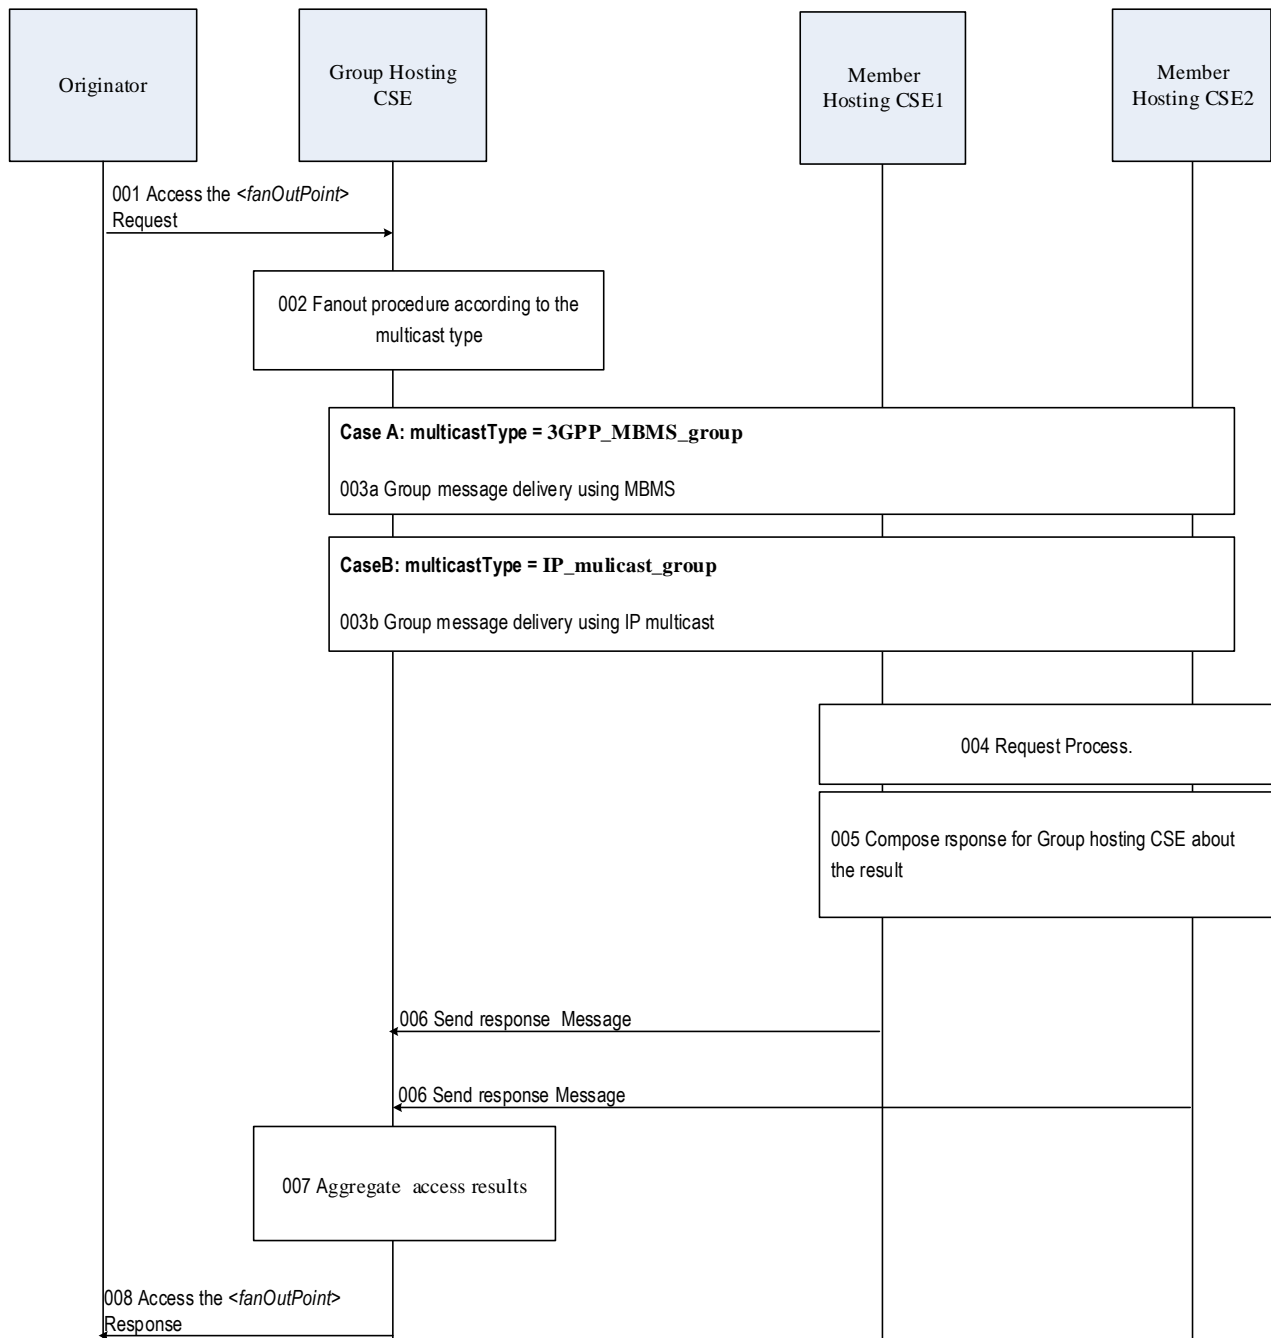 Originator
Group Hosting
CSE
Member
Hosting CSE1
Member
Hosting CSE2
001 Access the <fanOutPoint>
Request
002 Fanout procedure according to the
multicast type
Case A: multicastType = 3GPP_MBMS_group
003a Group message delivery using MBMS
CaseB: multicastType = IP_mulicast_group
003b Group message delivery using IP multicast
004 Request Process.
005 Compose rsponse for Group hosting CSE about
the result
006 Send response  Message
006 Send response Message
007 Aggregate  access results
008 Access the <fanOutPoint>
Response